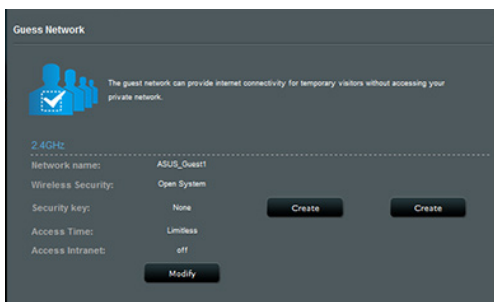 Guess Network
The guest network can provide internet connectivity for temporary visitors without accessing your
private network.
2.4GHz
Network name: ASUS_Guest1
Wireless Security: Open System
Security key: None Create Create
Access Time: Limitless
Access Intranet: off
Modify